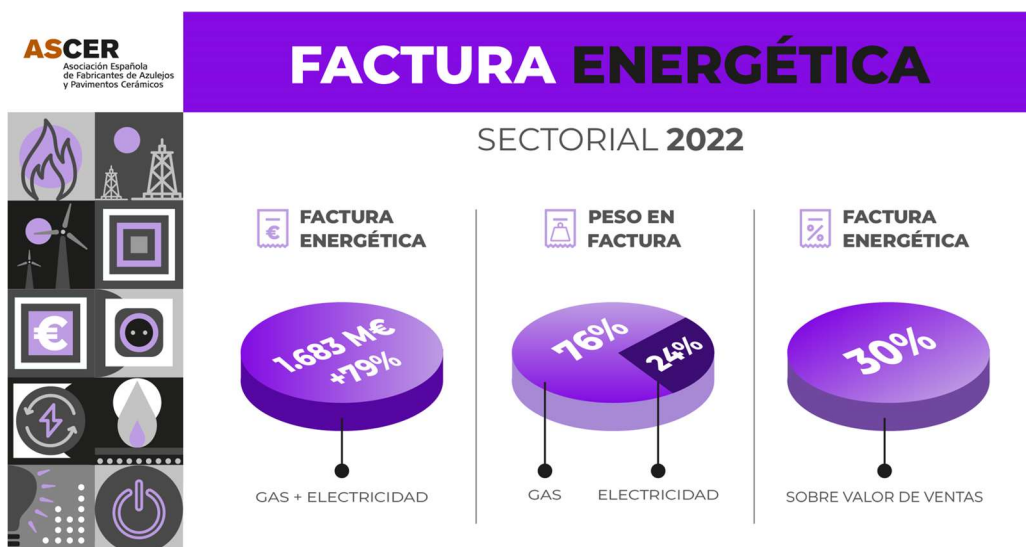 ASCER
Asociación Española
de Fabricantes de Azulejos
y Pavimentos Cerámicos
FACTURA ENERGÉTICA
SECTORIAL 2022
€
FACTURA
ENERGÉTICA
1.683 M€
+79%
GAS + ELECTRICIDAD
PESO EN
FACTURA
76%
24%
GAS
ELECTRICIDAD
%
FACTURA
ENERGÉTICA
30%
SOBRE VALOR DE VENTAS
€